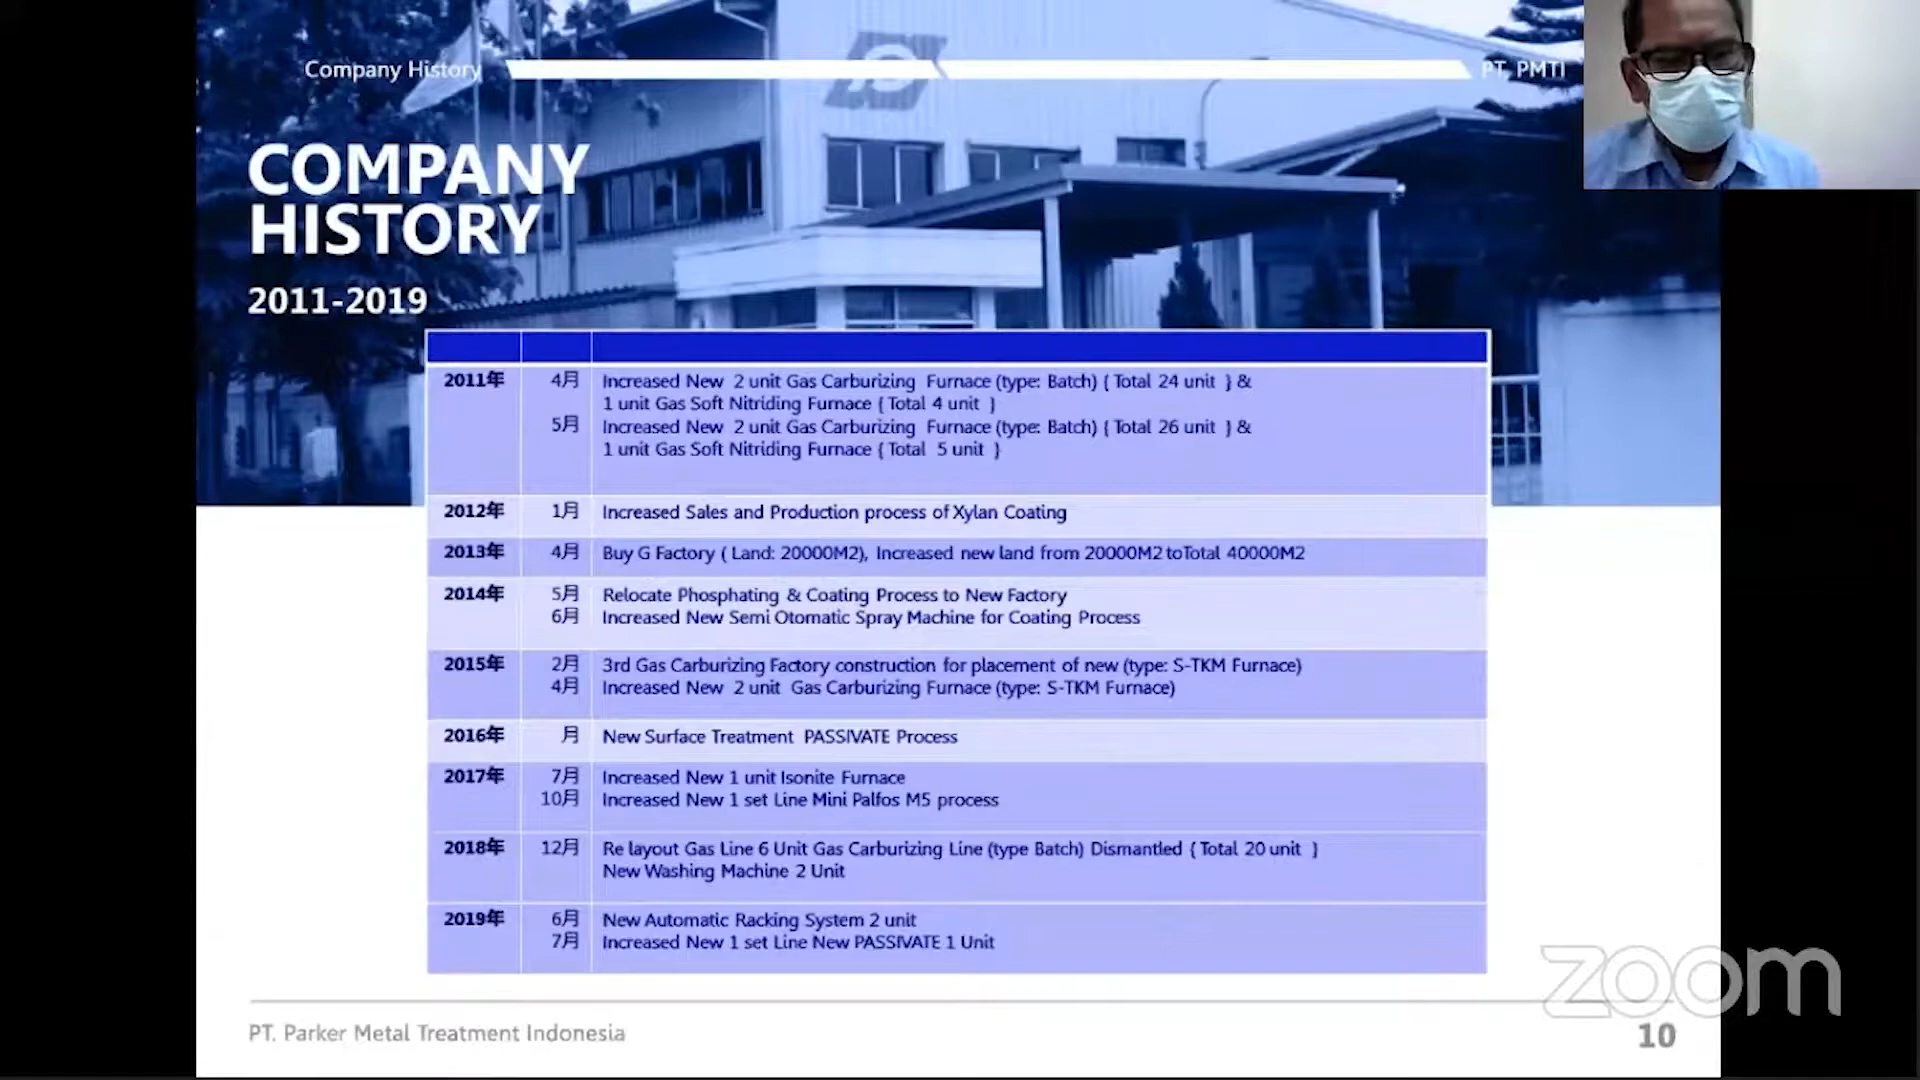 Company History
PT. PMTI
COMPANY
HISTORY
2011-2019
2011年 4月 Increased New 2 unit Gas Carburizing Furnace (type: Batch) { Total 24 unit } &
1 unit Gas Soft Nitriding Furnace { Total 4 unit }
5月 Increased New 2 unit Gas Carburizing Furnace (type: Batch) { Total 26 unit } &
1 unit Gas Soft Nitriding Furnace { Total 5 unit }
2012年 1月 Increased Sales and Production process of Xylan Coating
2013年 4月 Buy G Factory ( Land: 20000M2), Increased new land from 20000M2 toTotal 40000M2
2014年 5月 Relocate Phosphating & Coating Process to New Factory
6月 Increased New Semi Otomatic Spray Machine for Coating Process
2015年 2月 3rd Gas Carburizing Factory construction for placement of new (type: S-TKM Furnace)
4月 Increased New 2 unit Gas Carburizing Furnace (type: S-TKM Furnace)
2016年 月 New Surface Treatment PASSIVATE Process
2017年 7月 Increased New 1 unit Isonite Furnace
10月 Increased New 1 set Line Mini Palfos M5 process
2018年 12月 Re layout Gas Line 6 Unit Gas Carburizing Line (type Batch) Dismantled { Total 20 unit }
New Washing Machine 2 Unit
2019年 6月 New Automatic Racking System 2 unit
7月 Increased New 1 set Line New PASSIVATE 1 Unit
zoom
PT. Parker Metal Treatment Indonesia
10